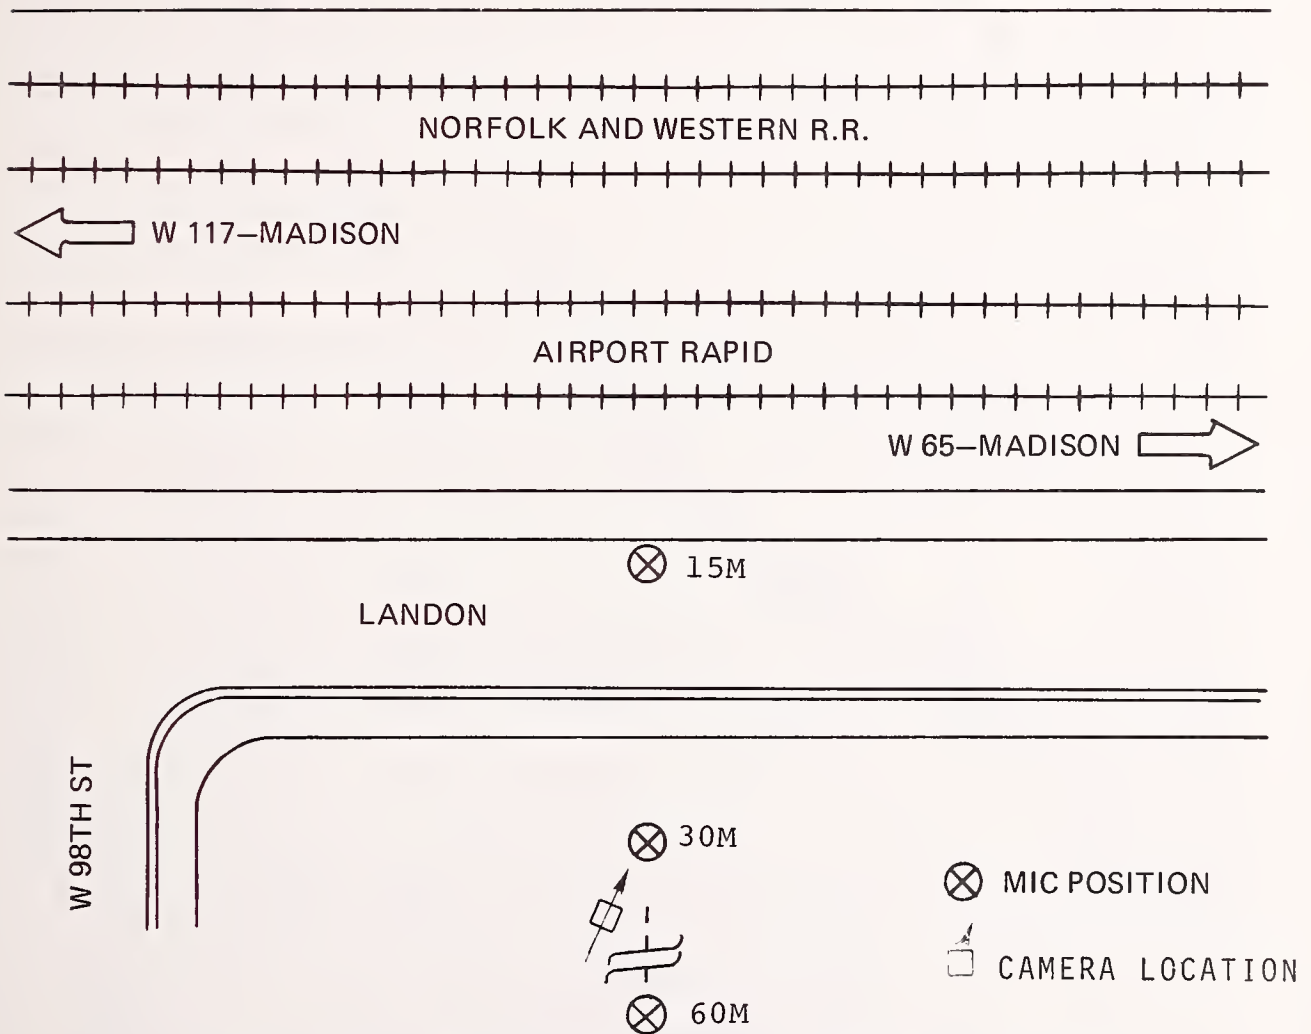 NORFOLK AND WESTERN R.R.
W 117–MADISON
AIRPORT RAPID
W 65–MADISON
15M
LANDON
W 98TH ST
30M
MIC POSITION
CAMERA LOCATION
60M